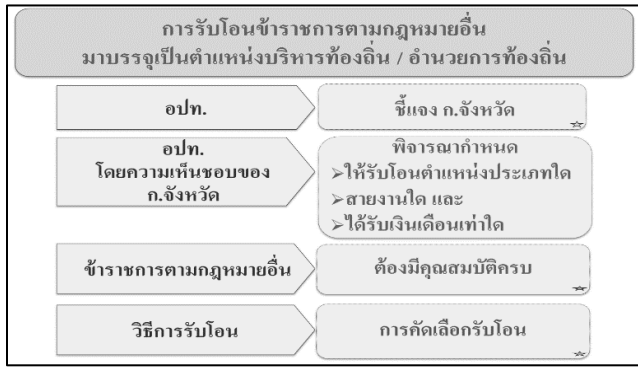 การรับโอนข้าราชการตามกฎหมายอื่น
มาบรรจุเป็นตำแหน่งบริหารท้องถิ่น / อำนวยการท้องถิ่น
อปท.
ชี้แจง ก.จังหวัด
อปท.
โดยความเห็นชอบของ
ก.จังหวัด
พิจารณากำหนด
➢ให้รับโอนตำแหน่งประเภทใด
➢สายงานใด และ
➢ได้รับเงินเดือนเท่าใด
ข้าราชการตามกฎหมายอื่น
ต้องมีคุณสมบัติครบ
วิธีการรับโอน
การคัดเลือกรับโอน